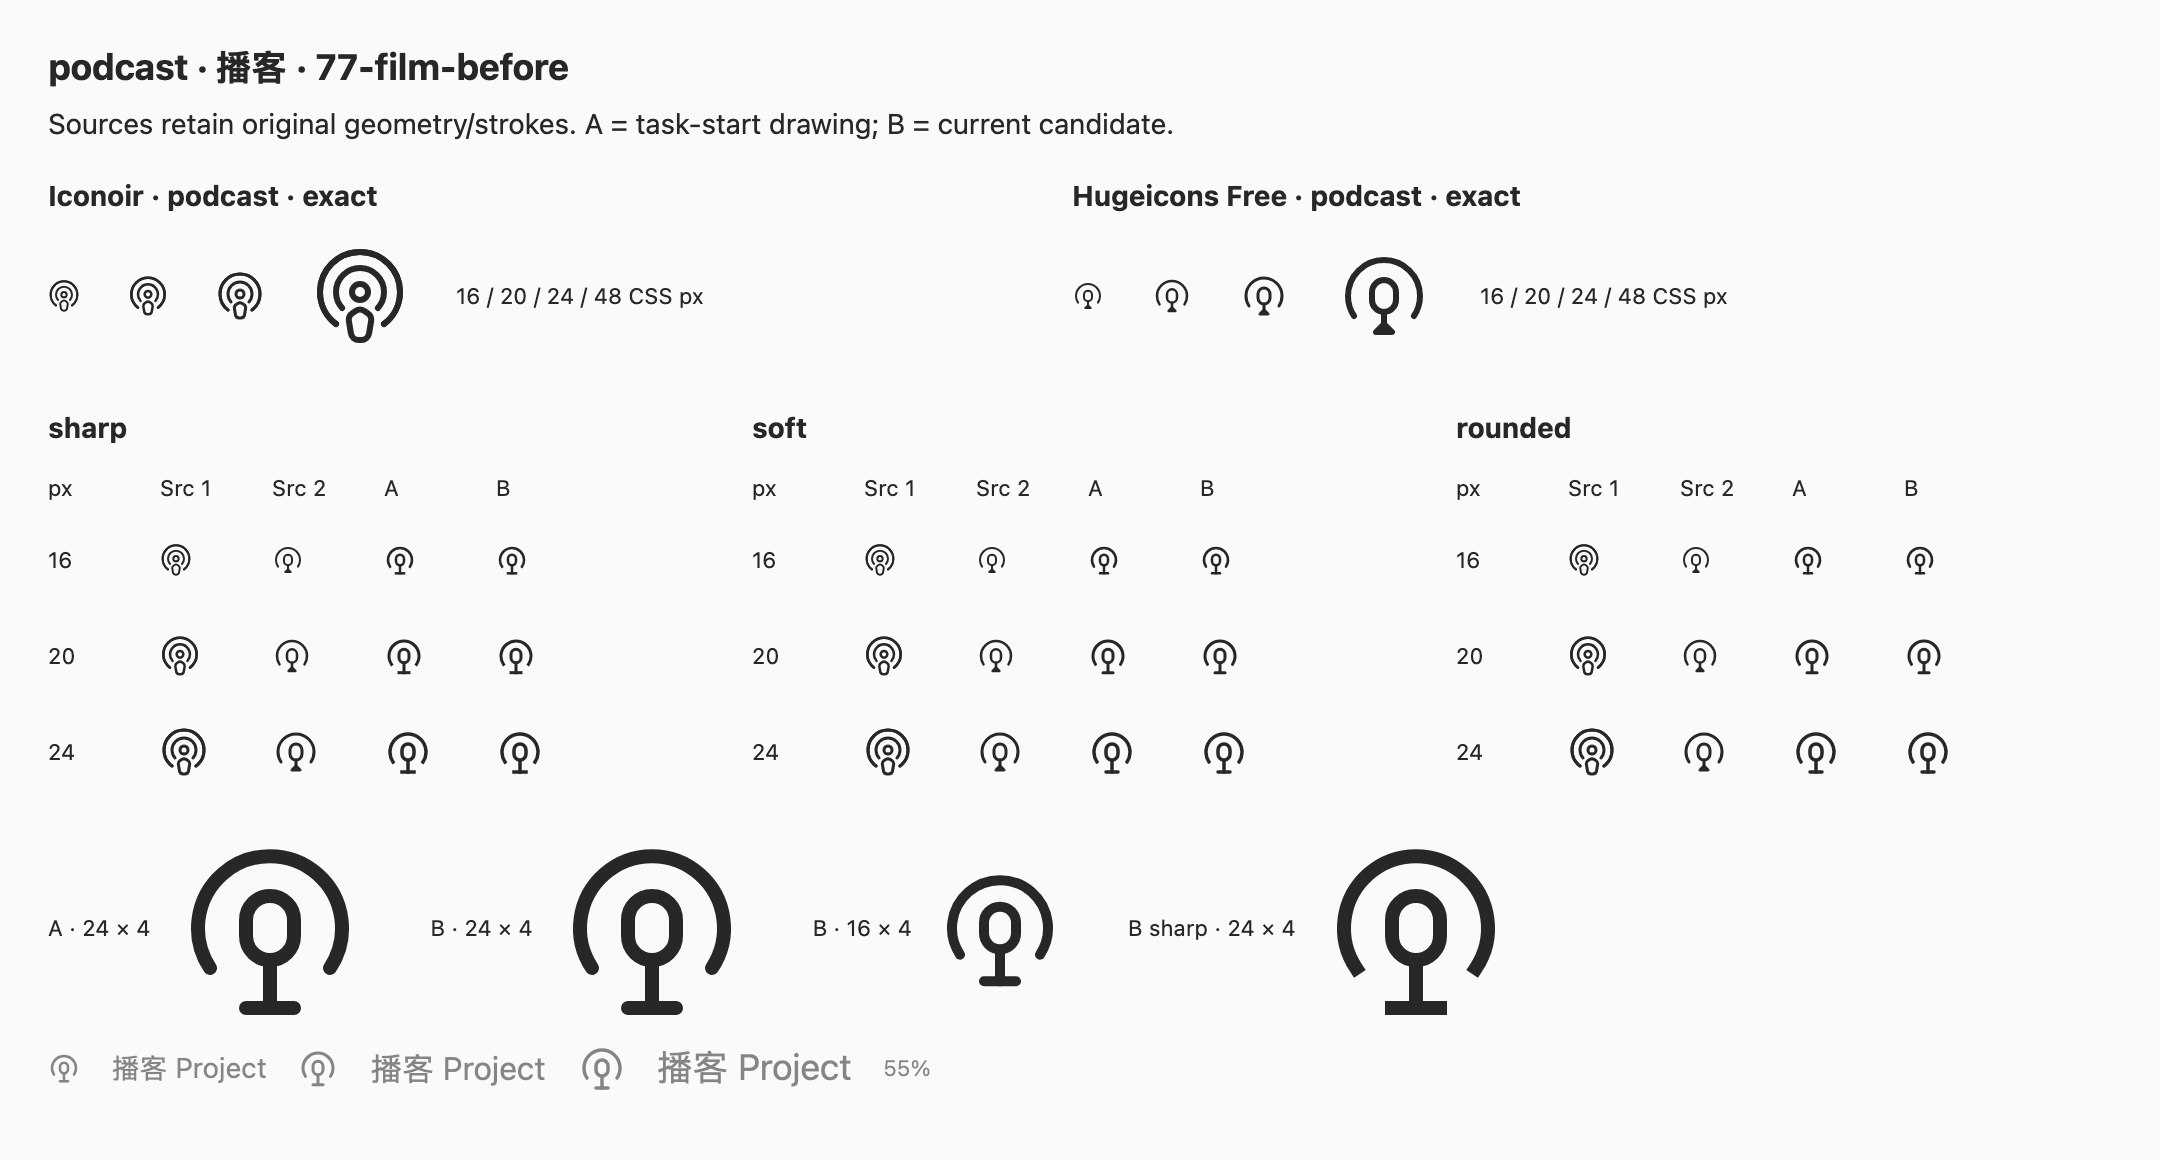 podcast · 播客 · 77-film-before
Sources retain original geometry/strokes. A = task-start drawing; B = current candidate.
Iconoir · podcast · exact
16 / 20 / 24 / 48 CSS px
Hugeicons Free · podcast · exact
16 / 20 / 24 / 48 CSS px
sharp
px Src 1 Src 2 A B
16
20
24
soft
px Src 1 Src 2 A B
16
20
24
rounded
px Src 1 Src 2 A B
16
20
24
A · 24 × 4
B · 24 × 4
B · 16 × 4
B sharp · 24 × 4
播客 Project 播客 Project 播客 Project 55%